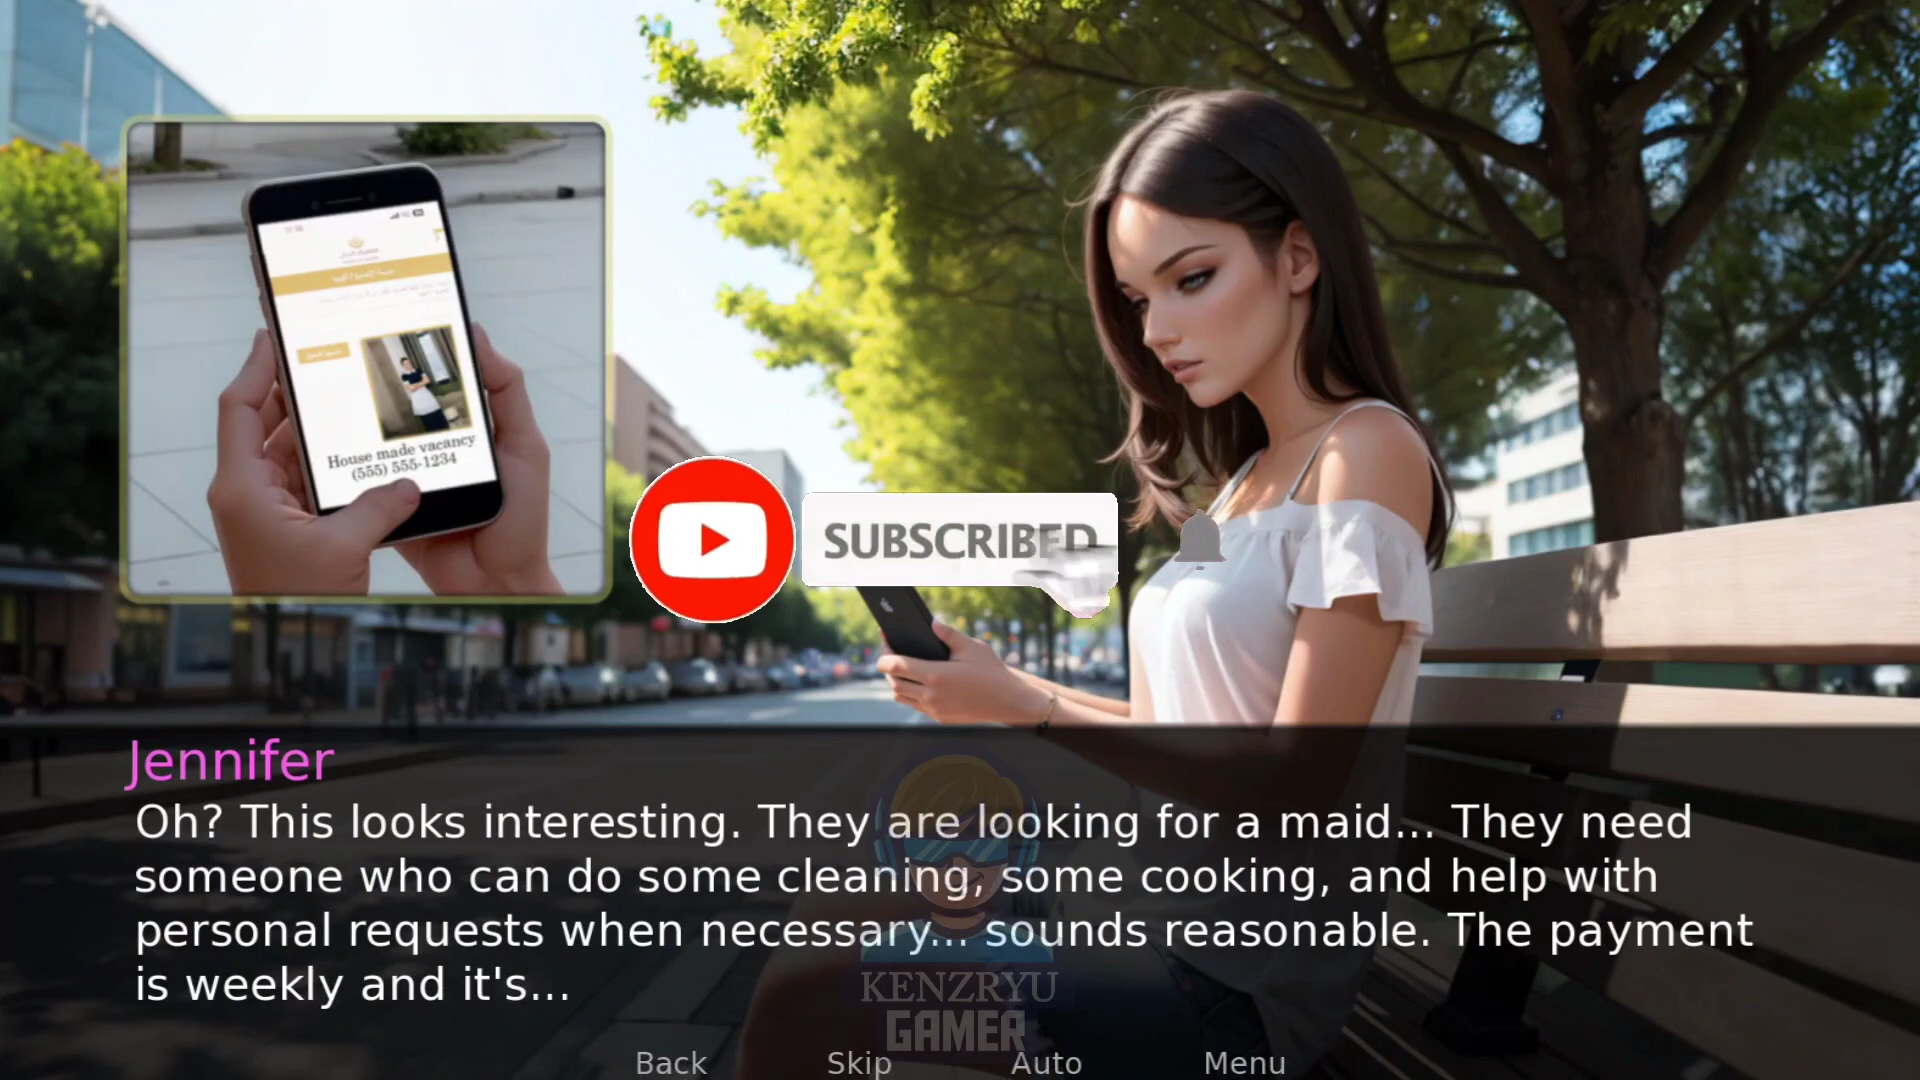 House made vacancy
(555) 555-1234
SUBSCRIBED
Jennifer
Oh? This looks interesting. They are looking for a maid... They need
someone who can do some cleaning, some cooking, and help with
personal requests when necessary... sounds reasonable. The payment
is weekly and it's...
KENZRYU
GAMER
Back Skip Auto Menu